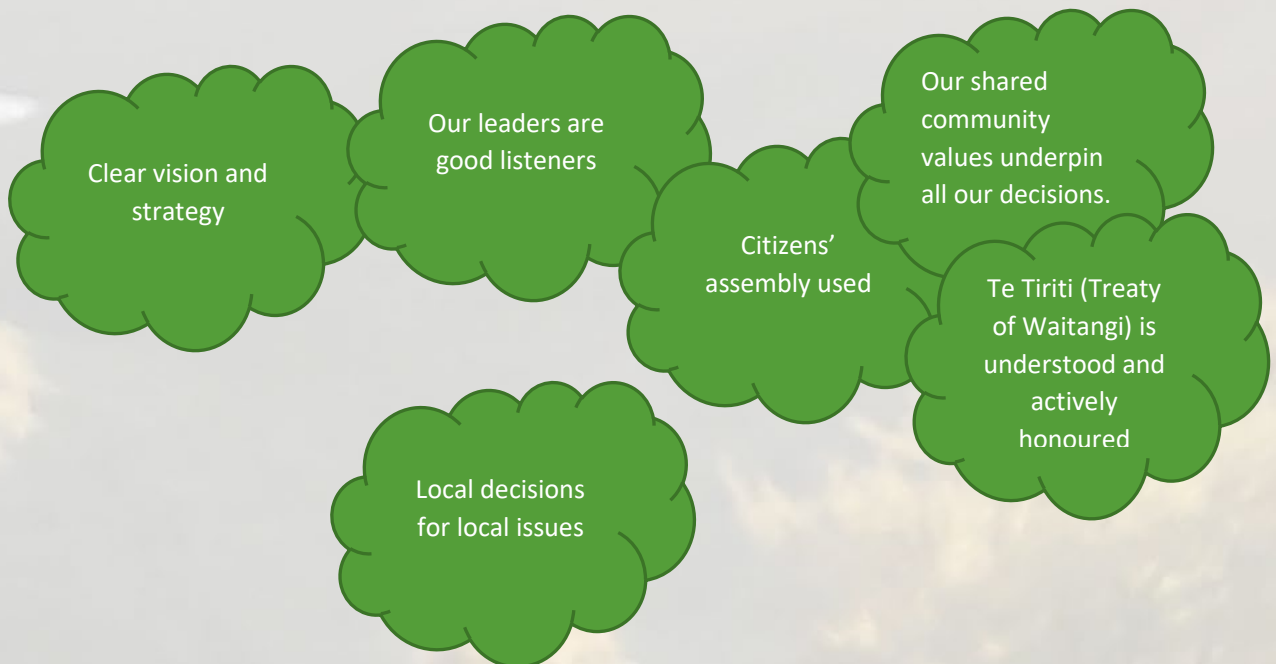 Clear vision and
strategy
Our leaders are
good listeners
Citizens’
assembly used
Our shared
community
values underpin
all our decisions.
Te Tiriti (Treaty
of Waitangi) is
understood and
actively
honoured
Local decisions
for local issues